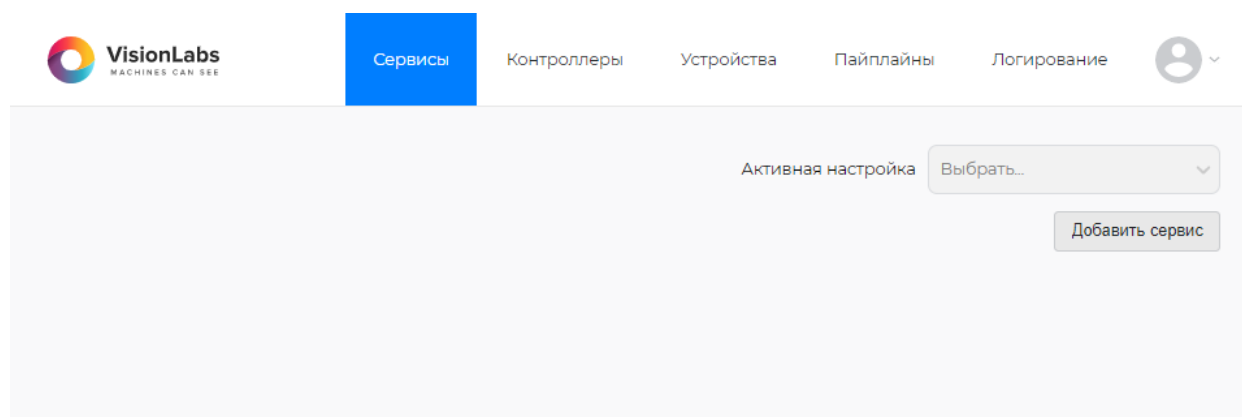 VisionLabs
MACHINES CAN SEE
Сервисы Контроллеры Устройства Пайплайны Логирование
Активная настройка Выбрать...
Добавить сервис